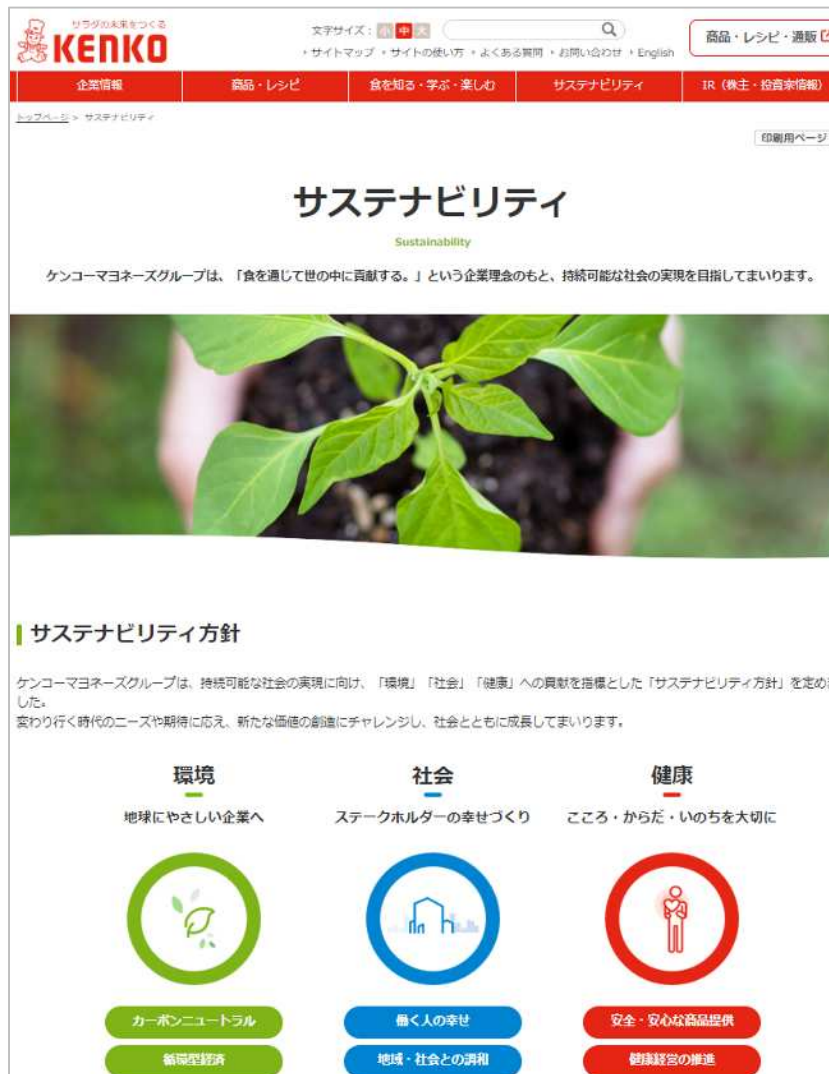 サラダの未来をつくる
KENKO
文字サイズ： 小 中 大
サイトマップ サイトの使い方 よくある質問 お問い合わせ English
商品・レシピ・通販
企業情報 商品・レシピ 食を知る・学ぶ・楽しむ サステナビリティ IR（株主・投資家情報）
トップページ > サステナビリティ
印刷用ページ
サステナビリティ
Sustainability
ケンコーマヨネーズグループは、「食を通じて世の中に貢献する。」という企業理念のもと、持続可能な社会の実現を目指してまいります。
サステナビリティ方針
ケンコーマヨネーズグループは、持続可能な社会の実現に向け、「環境」「社会」「健康」への貢献を指標とした「サステナビリティ方針」を定めま
した。
変わり行く時代のニーズや期待に応え、新たな価値の創造にチャレンジし、社会とともに成長してまいります。
環境 社会 健康
地球にやさしい企業へ ステークホルダーの幸せづくり こころ・からだ・いのちを大切に
カーボンニュートラル 働く人の幸せ 安全・安心な商品提供
循環型経済 地域・社会との調和 健康経営の推進